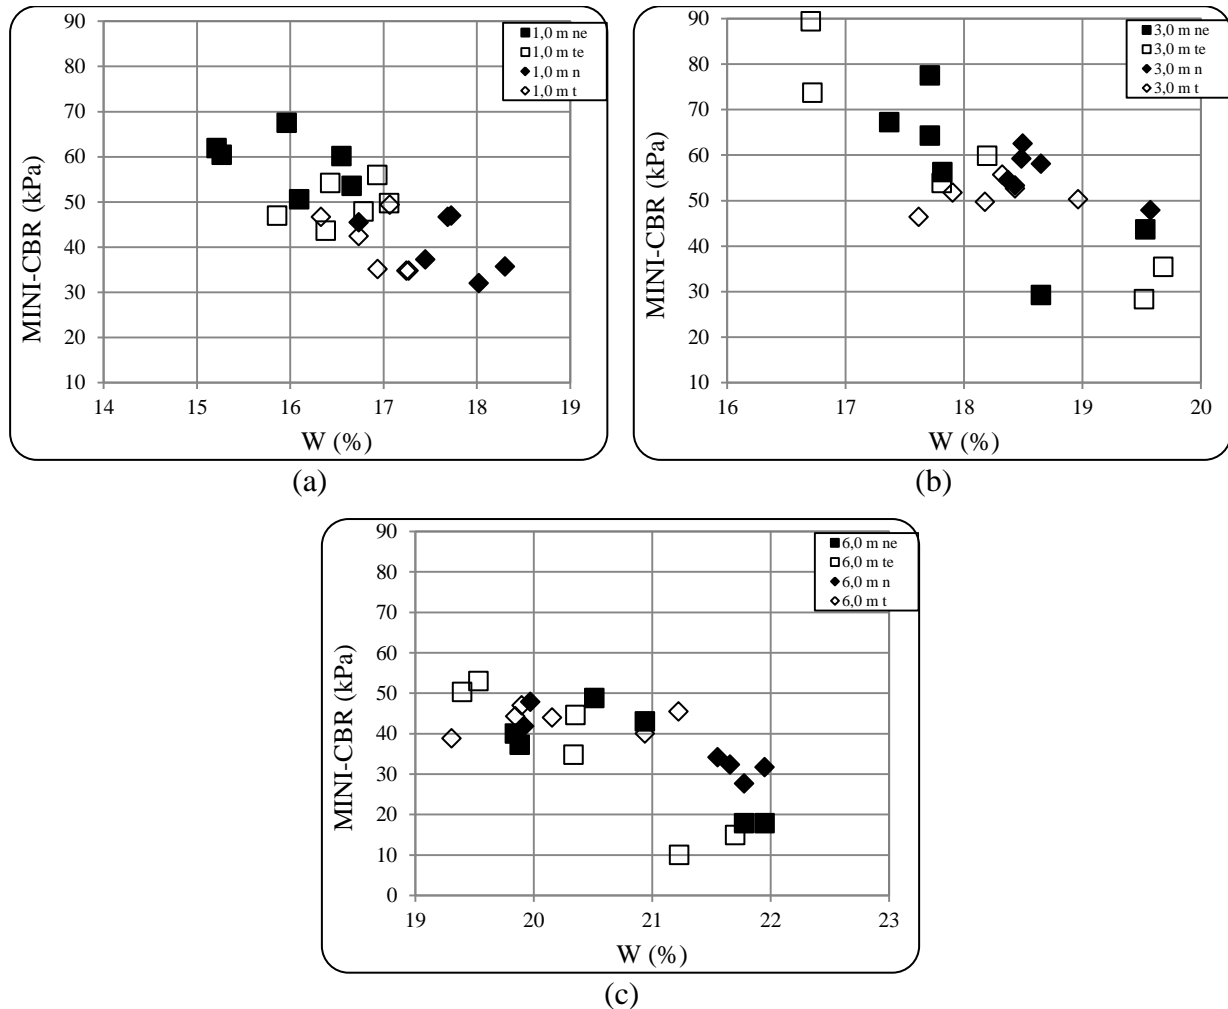 90
80
70
60
50
40
30
20
10
MINI-CBR (kPa)
14 15 16 17 18 19
W (%)
1,0 m ne
1,0 m te
1,0 m n
1,0 m t
(a)
90
80
70
60
50
40
30
20
10
MINI-CBR (kPa)
16 17 18 19 20
W (%)
3,0 m ne
3,0 m te
3,0 m n
3,0 m t
(b)
90
80
70
60
50
40
30
20
10
0
MINI-CBR (kPa)
19 20 21 22 23
W (%)
6,0 m ne
6,0 m te
6,0 m n
6,0 m t
(c)